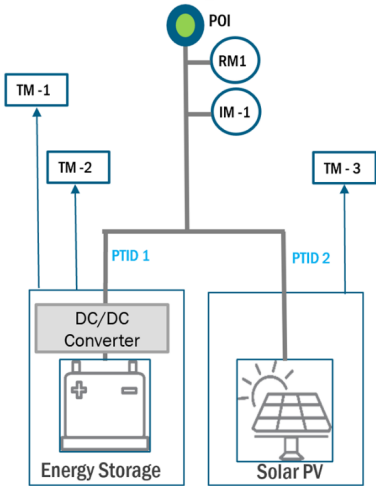 POI
RM1
TM -1
IM -1
TM -2
TM - 3
PTID 1
PTID 2
DC/DC
Converter
Energy Storage
Solar PV